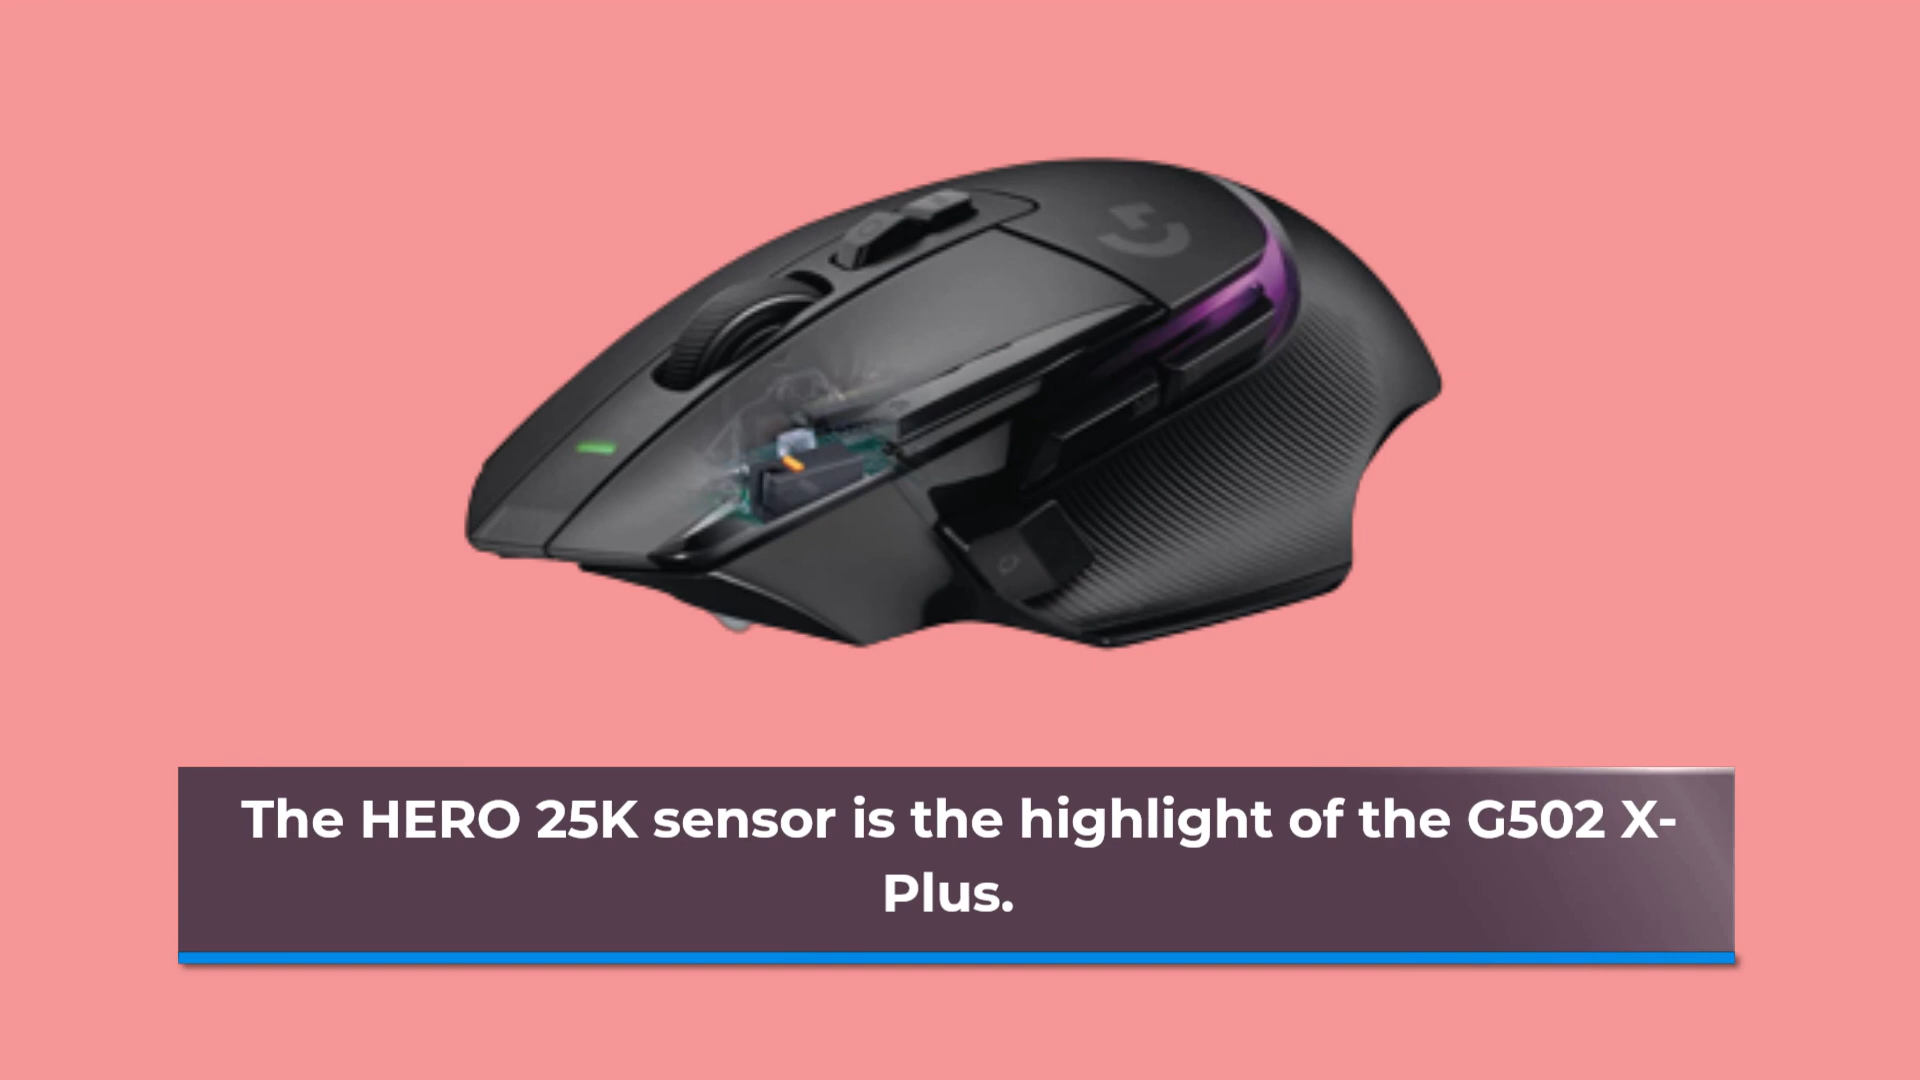 The HERO 25K sensor is the highlight of the G502 X-
Plus.